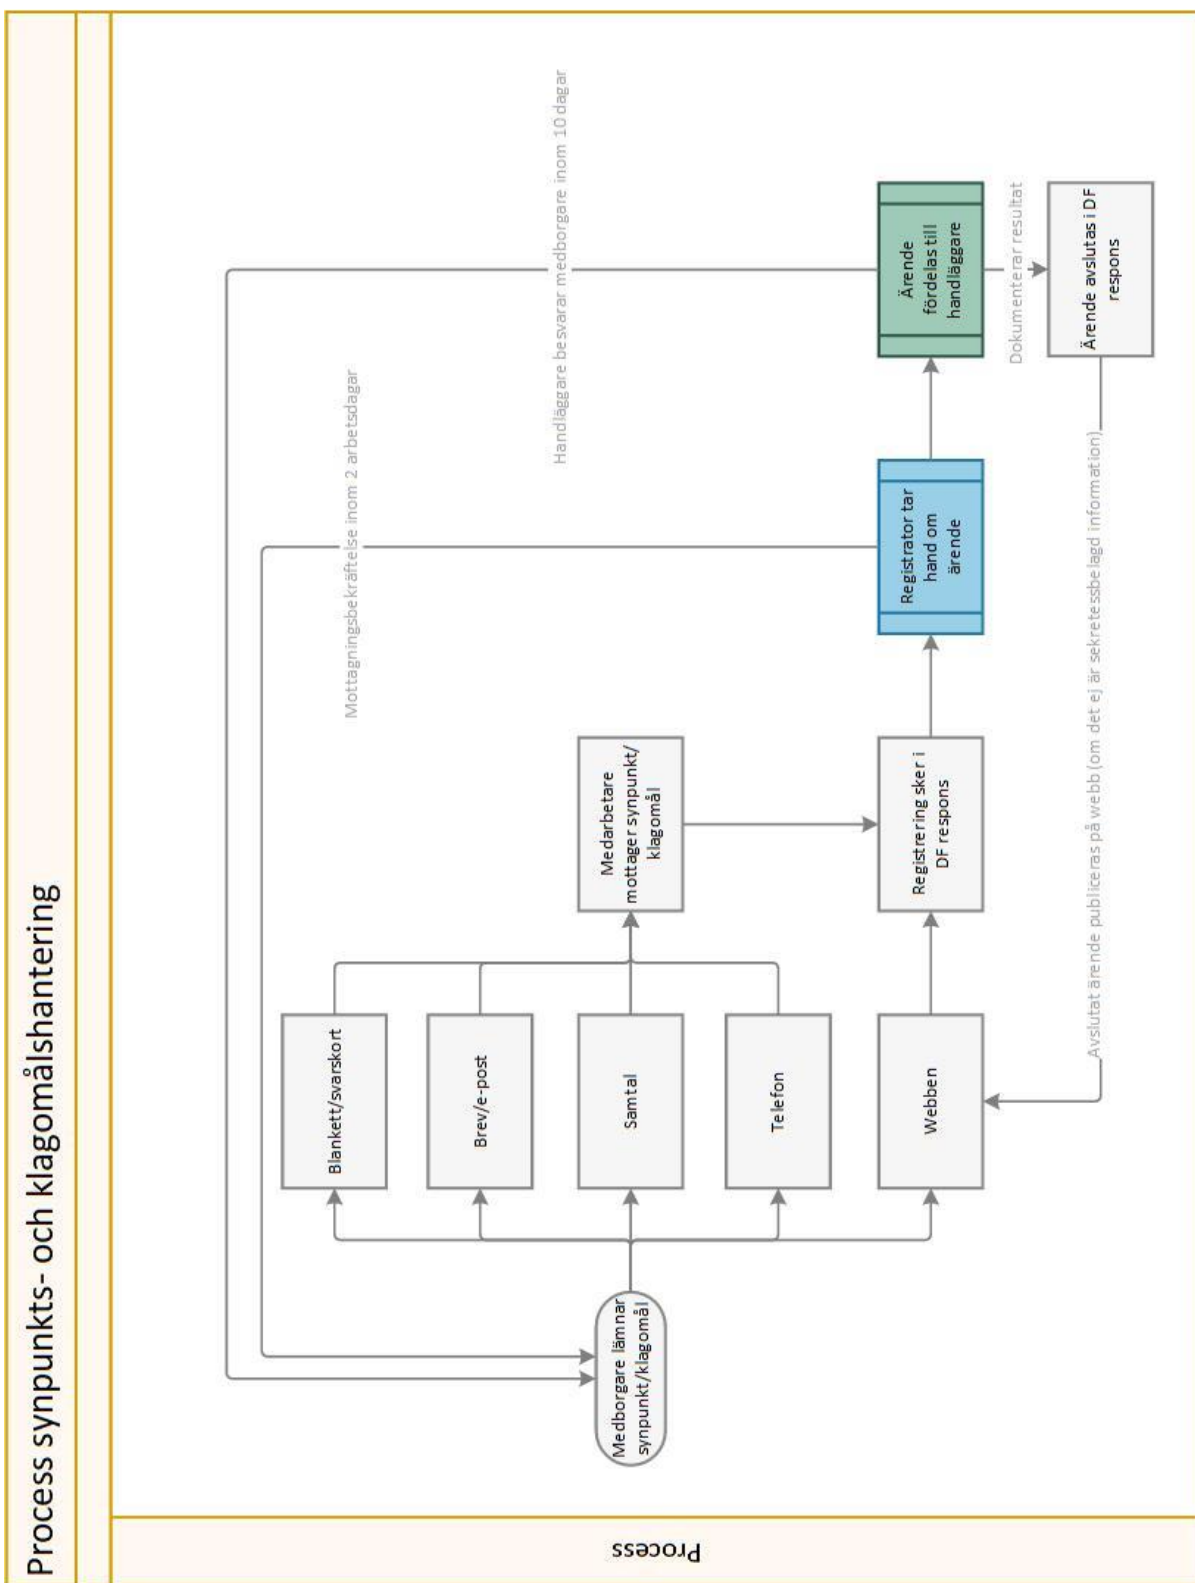 Process synpunkts- och klagomålshantering
Process
Medborgare lämnar
synpunkt/klagomål
Blankett/svarskort
Brev/e-post
Samtal
Telefon
Webben
Medarbetare
mottager synpunkt/
klagomål
Registrering sker i
DF respons
Registrator tar
hand om
ärende
Ärende
fördelas till
handläggare
Ärende avslutas i DF
respons
Mottagningsbekräftelse inom 2 arbetsdagar
Handläggare besvarar medborgare inom 10 dagar
Dokumenterar resultat
Avslutat ärende publiceras på webb (om det ej är sekretessbelagd information)